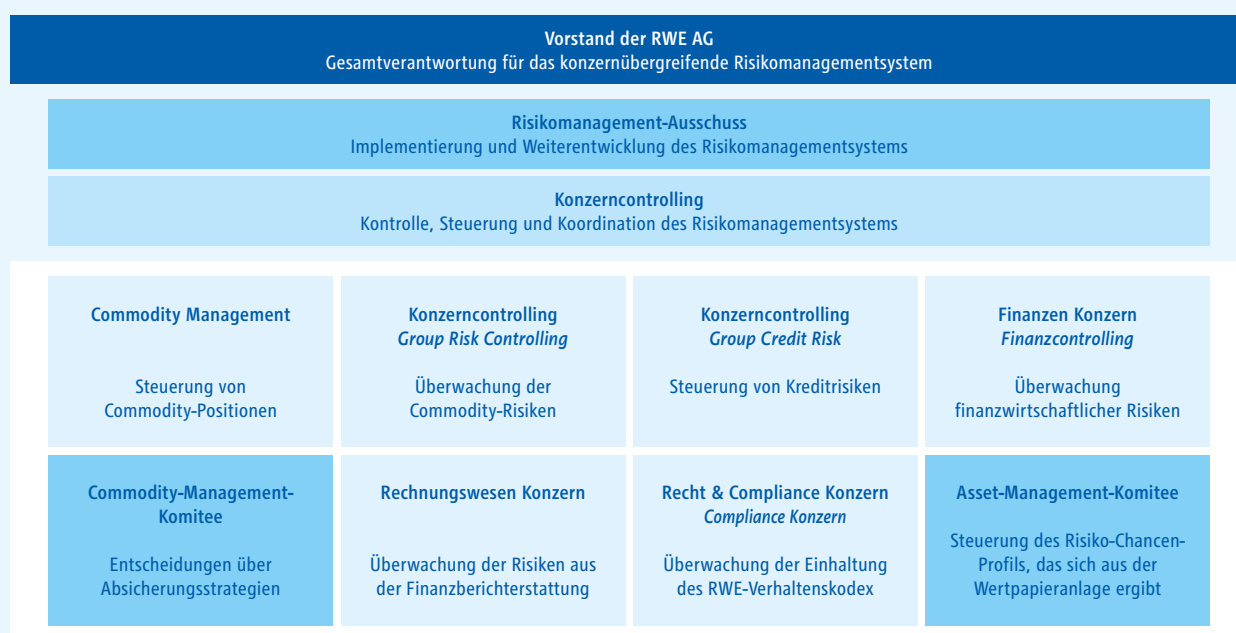 Vorstand der RWE AG
Gesamtverantwortung für das konzernübergreifende Risikomanagementsystem
Risikomanagement-Ausschuss
Implementierung und Weiterentwicklung des Risikomanagementsystems
Konzerncontrolling
Kontrolle, Steuerung und Koordination des Risikomanagementsystems
Commodity Management
Steuerung von
Commodity-Positionen
Konzerncontrolling
Group Risk Controlling
Überwachung der
Commodity-Risiken
Konzerncontrolling
Group Credit Risk
Steuerung von Kreditrisiken
Finanzen Konzern
Finanzcontrolling
Überwachung
finanzwirtschaftlicher Risiken
Commodity-Management-
Komitee
Entscheidungen über
Absicherungsstrategien
Rechnungswesen Konzern
Überwachung der Risiken aus
der Finanzberichterstattung
Recht & Compliance Konzern
Compliance Konzern
Überwachung der Einhaltung
des RWE-Verhaltenskodex
Asset-Management-Komitee
Steuerung des Risiko-Chancen-
Profils, das sich aus der
Wertpapieranlage ergibt